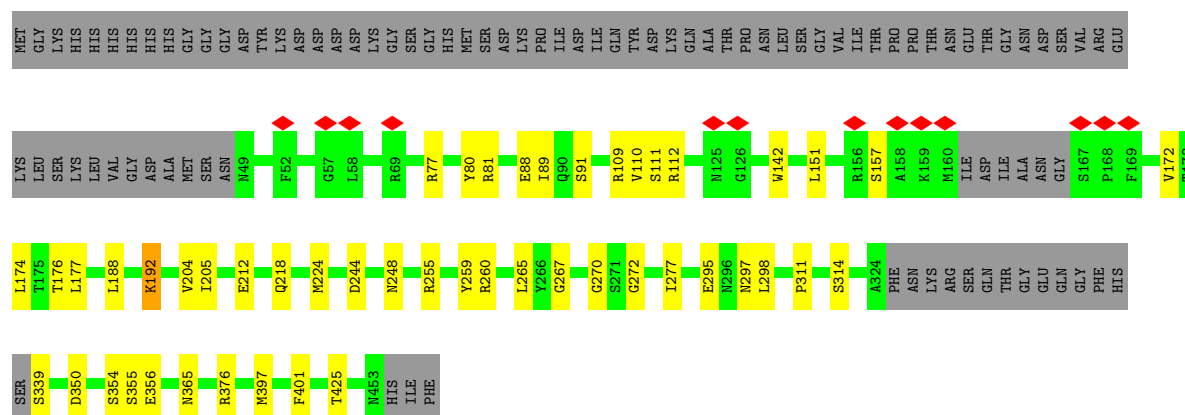 MET GLY LYS HIS HIS HIS HIS HIS HIS HIS GLY GLY GLY ASP TYR LYS ASP ASP ASP ASP LYS GLY SER GLY HIS MET SER ASP LYS PRO ILE ASP ILE GLN TYR ASP LYS GLN ALA THR PRO ASN LEU SER GLY VAL ILE THR PRO PRO THR ASN GLU THR GLY ASN ASP SER VAL ARG GLU
LYS LEU SER LYS LEU VAL GLY ASP ALA MET SER ASN N49 F52 G57 L58 R69 R77 Y80 R81 E88 I89 Q90 S91 R109 V110 S111 R112 N125 G126 W142 L151 R156 S157 A158 K159 M160 ILE ASP ILE ALA ASN GLY S167 P168 F169 V172
L174 T175 T176 L177 L188 K192 V204 I205 E212 Q218 M224 D244 N248 R255 Y259 R260 L265 Y266 G267 G270 S271 G272 I277 E295 N296 N297 L298 P311 S314 A324 PHE ASN LYS ARG SER GLN THR GLY GLU GLN GLY PHE HIS
SER S339 D350 S354 S355 E356 N365 R376 M397 F401 T425 N453 HIS ILE PHE